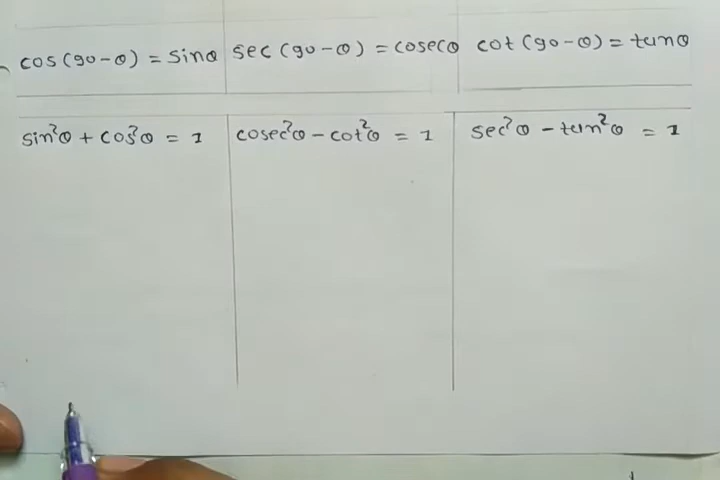 cos(90-θ) = sinθ sec(90-θ) = cosecθ cot(90-θ) = tanθ
sin²θ + cos²θ = 1 cosec²θ - cot²θ = 1 sec²θ - tan²θ = 1